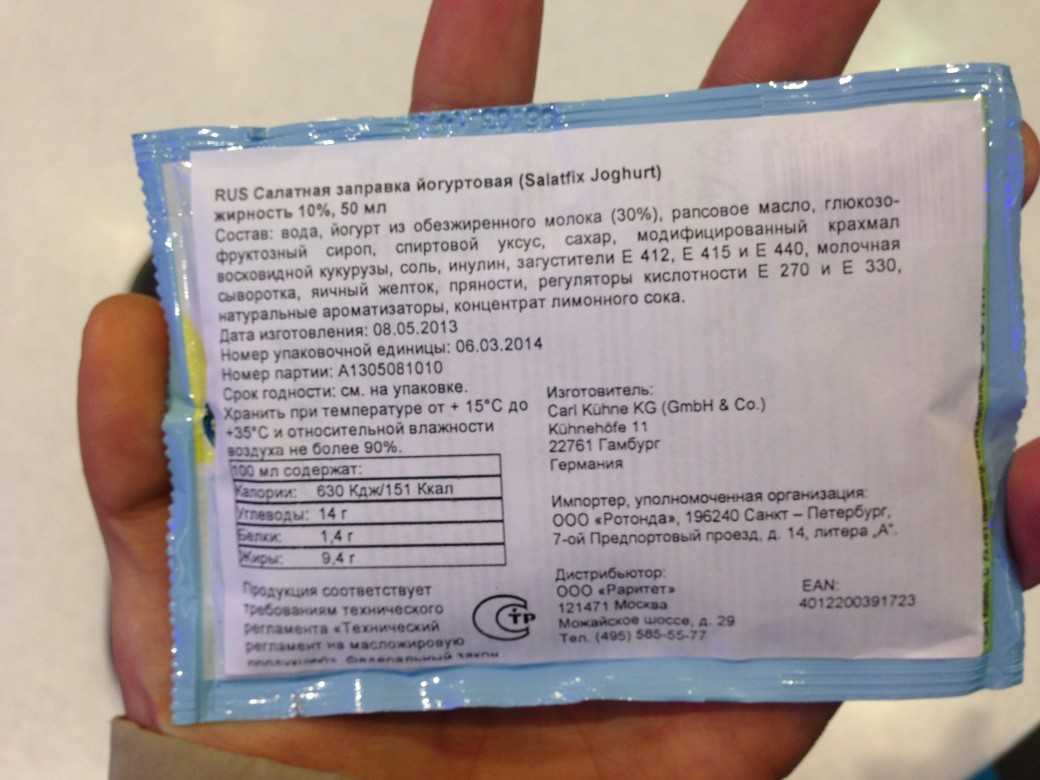 RUS Салатная заправка йогуртовая (Salatfix Joghurt)
жирность 10%, 50 мл
Состав: вода, йогурт из обезжиренного молока (30%), рапсовое масло, глюкозо-
фруктозный сироп, спиртовой уксус, сахар, модифицированный крахмал
восковидной кукурузы, соль, инулин, загустители Е 412, Е 415 и Е 440, молочная
сыворотка, яичный желток, пряности, регуляторы кислотности Е 270 и Е 330,
натуральные ароматизаторы, концентрат лимонного сока.
Дата изготовления: 08.05.2013
Номер упаковочной единицы: 06.03.2014
Номер партии: А1305081010
Срок годности: см. на упаковке.
Хранить при температуре от + 15°С до
+35°С и относительной влажности
воздуха не более 90%.
100 мл содержат:
Калории: 630 Кдж/151 Ккал
Углеводы: 14 г
Белки: 1,4 г
Жиры: 9,4 г
Продукция соответствует
требованиям технического
регламента «Технический
регламент на масложировую
продукцию» Федеральный закон
ТР
Изготовитель:
Carl Kühne KG (GmbH & Co.)
Kühnehöfe 11
22761 Гамбург
Германия
Импортер, уполномоченная организация:
ООО «Ротонда», 196240 Санкт – Петербург,
7-ой Предпортовый проезд, д. 14, литера „А".
Дистрибьютор:
ООО «Раритет»
121471 Москва
Можайское шоссе, д. 29
Тел. (495) 585-55-77
EAN:
4012200391723